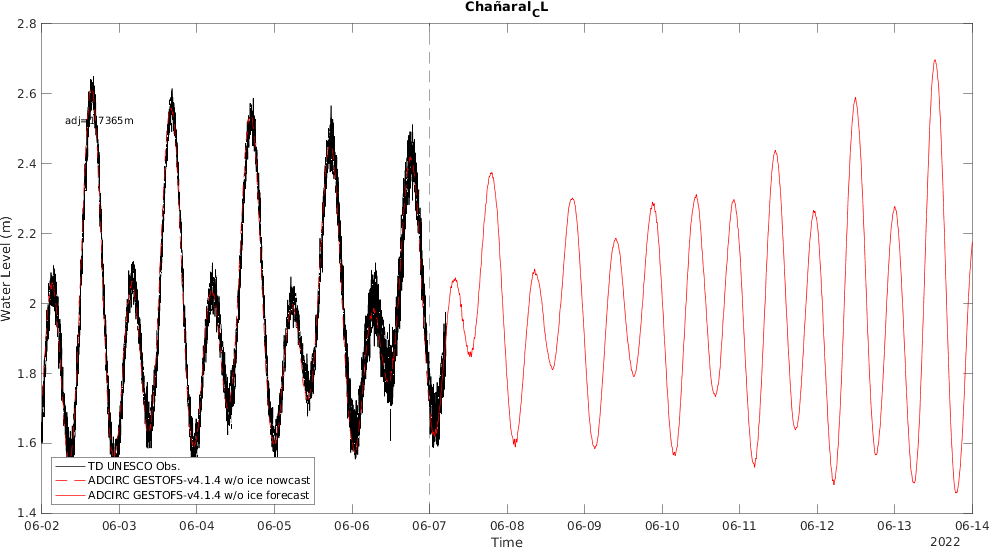 Chañaral_CL
2.8
2.6
2.4
2.2
2
1.8
1.6
1.4
Water Level (m)
adj=1.7365m
TD UNESCO Obs.
ADCIRC GESTOFS-v4.1.4 w/o ice nowcast
ADCIRC GESTOFS-v4.1.4 w/o ice forecast
06-02 06-03 06-04 06-05 06-06 06-07 06-08 06-09 06-10 06-11 06-12 06-13 06-14
Time
2022